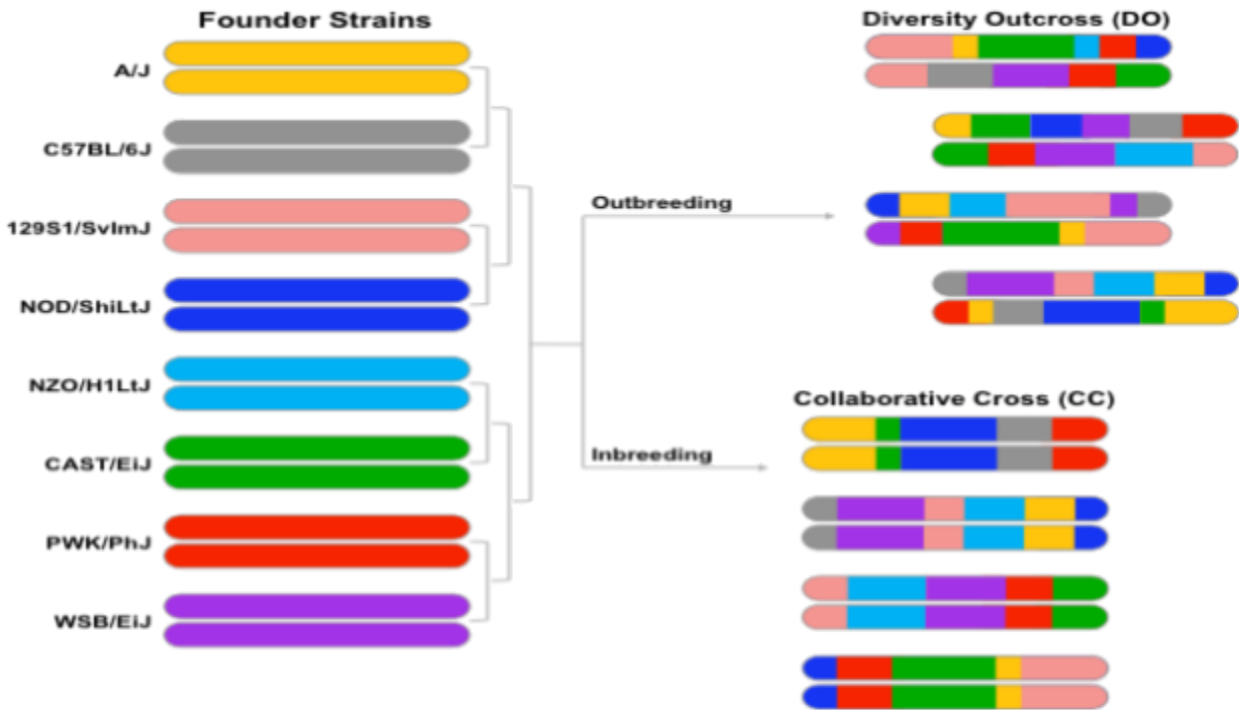 Founder Strains
A/J
C57BL/6J
129S1/SvImJ
NOD/ShiLtJ
NZO/H1LtJ
CAST/EiJ
PWK/PhJ
WSB/EiJ
Outbreeding
Inbreeding
Diversity Outcross (DO)
Collaborative Cross (CC)